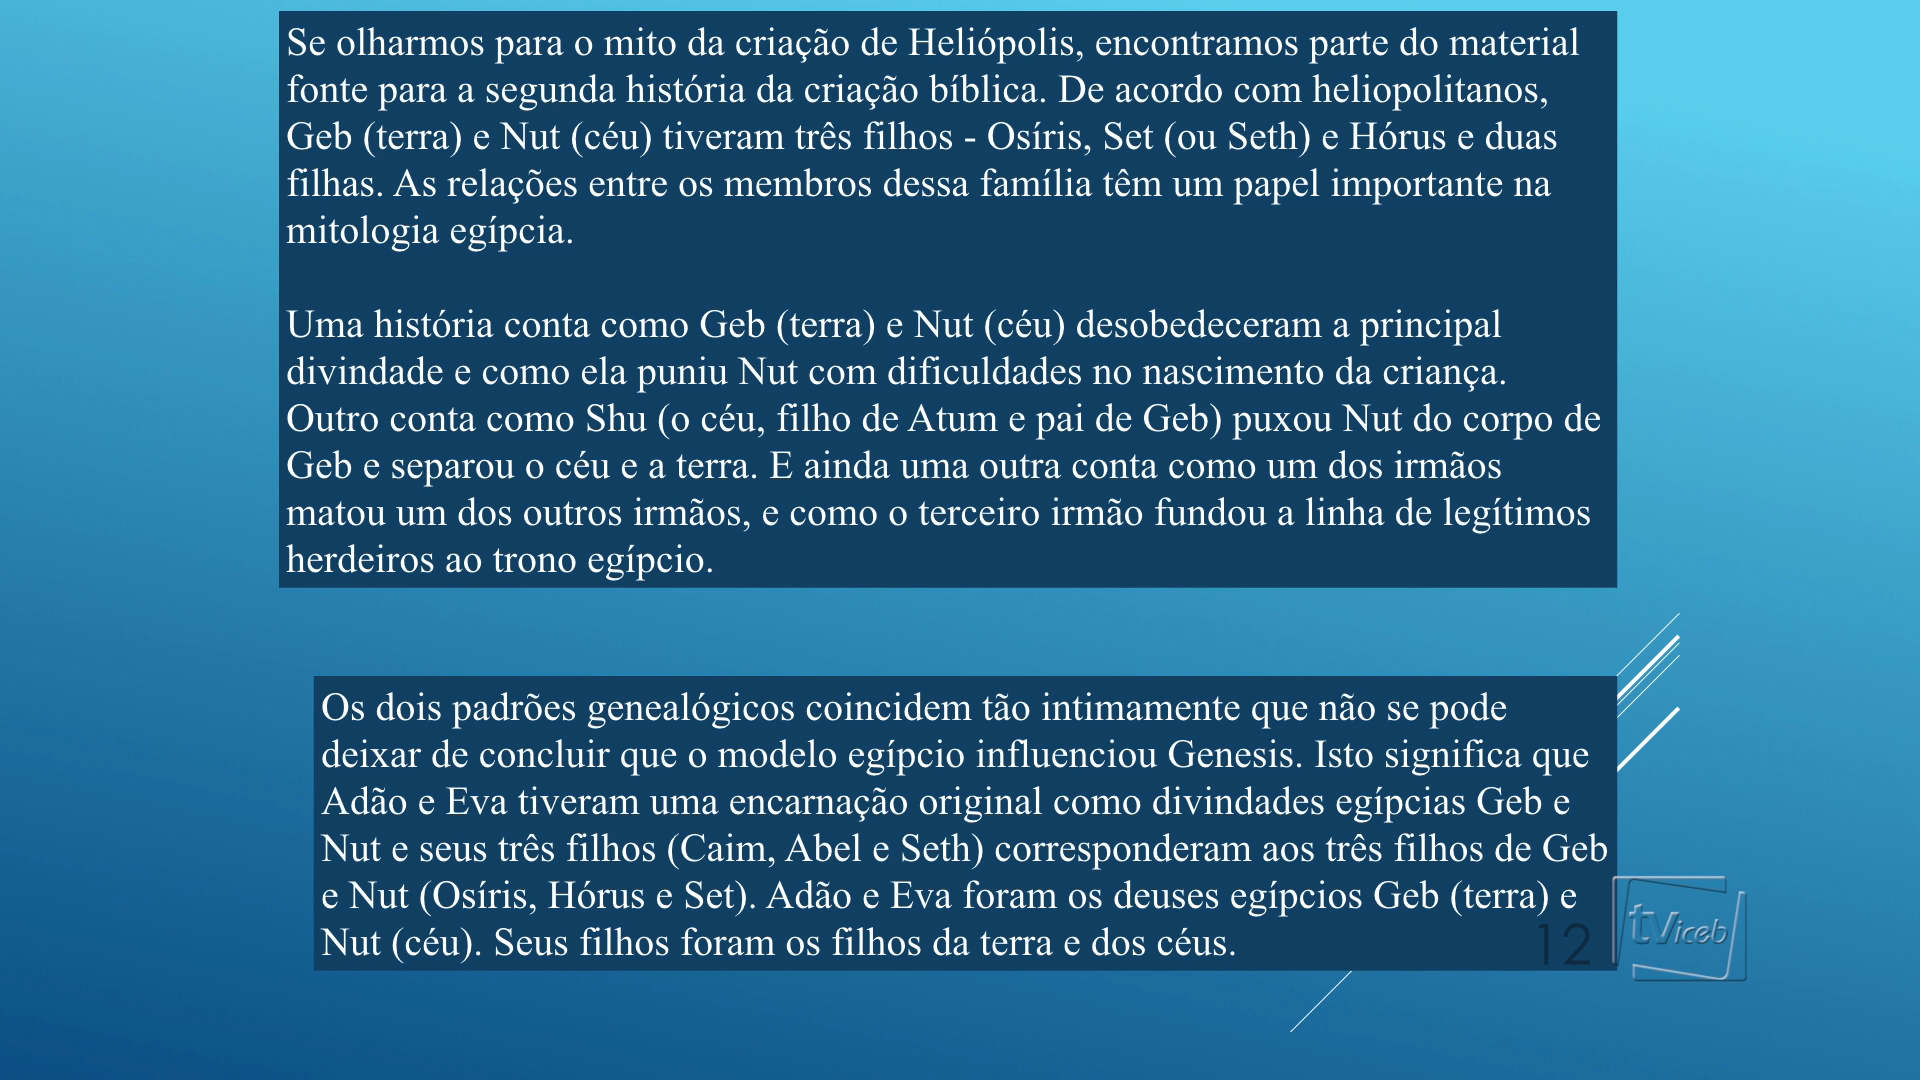 Se olharmos para o mito da criação de Heliópolis, encontramos parte do material
fonte para a segunda história da criação bíblica. De acordo com heliopolitanos,
Geb (terra) e Nut (céu) tiveram três filhos - Osíris, Set (ou Seth) e Hórus e duas
filhas. As relações entre os membros dessa família têm um papel importante na
mitologia egípcia.
Uma história conta como Geb (terra) e Nut (céu) desobedeceram a principal
divindade e como ela puniu Nut com dificuldades no nascimento da criança.
Outro conta como Shu (o céu, filho de Atum e pai de Geb) puxou Nut do corpo de
Geb e separou o céu e a terra. E ainda uma outra conta como um dos irmãos
matou um dos outros irmãos, e como o terceiro irmão fundou a linha de legítimos
herdeiros ao trono egípcio.
Os dois padrões genealógicos coincidem tão intimamente que não se pode
deixar de concluir que o modelo egípcio influenciou Genesis. Isto significa que
Adão e Eva tiveram uma encarnação original como divindades egípcias Geb e
Nut e seus três filhos (Caim, Abel e Seth) corresponderam aos três filhos de Geb
e Nut (Osíris, Hórus e Set). Adão e Eva foram os deuses egípcios Geb (terra) e
Nut (céu). Seus filhos foram os filhos da terra e dos céus.
12
tViceb